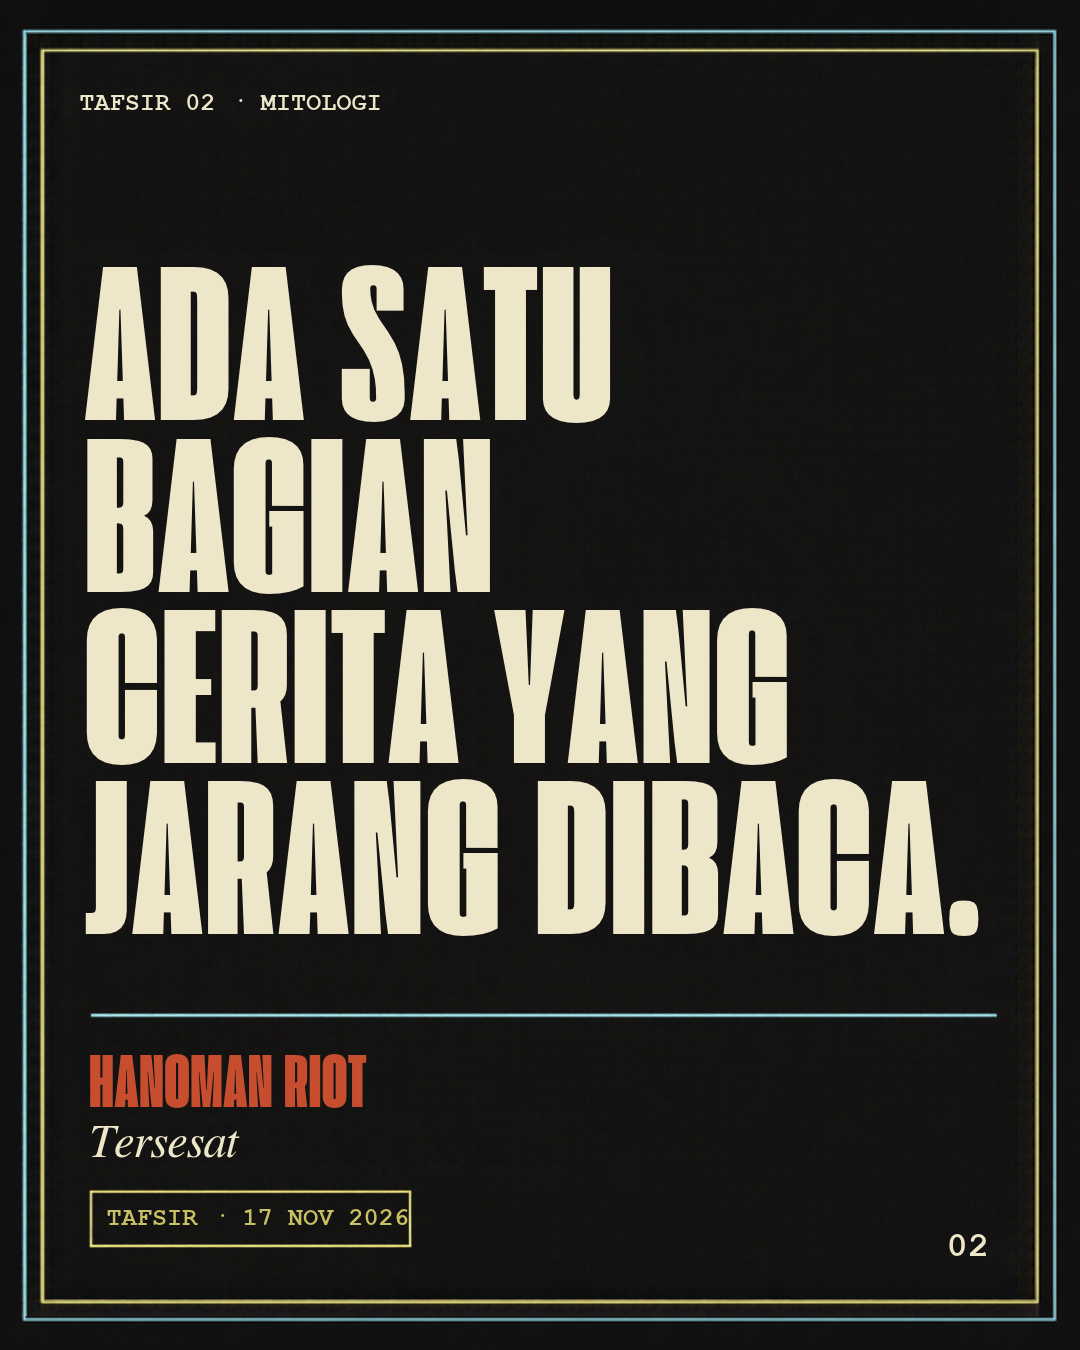 TAFSIR 02 · MITOLOGI
ADA SATU
BAGIAN
CERITA YANG
JARANG DIBACA.
HANOMAN RIOT
Tersesat
TAFSIR · 17 NOV 2026
02